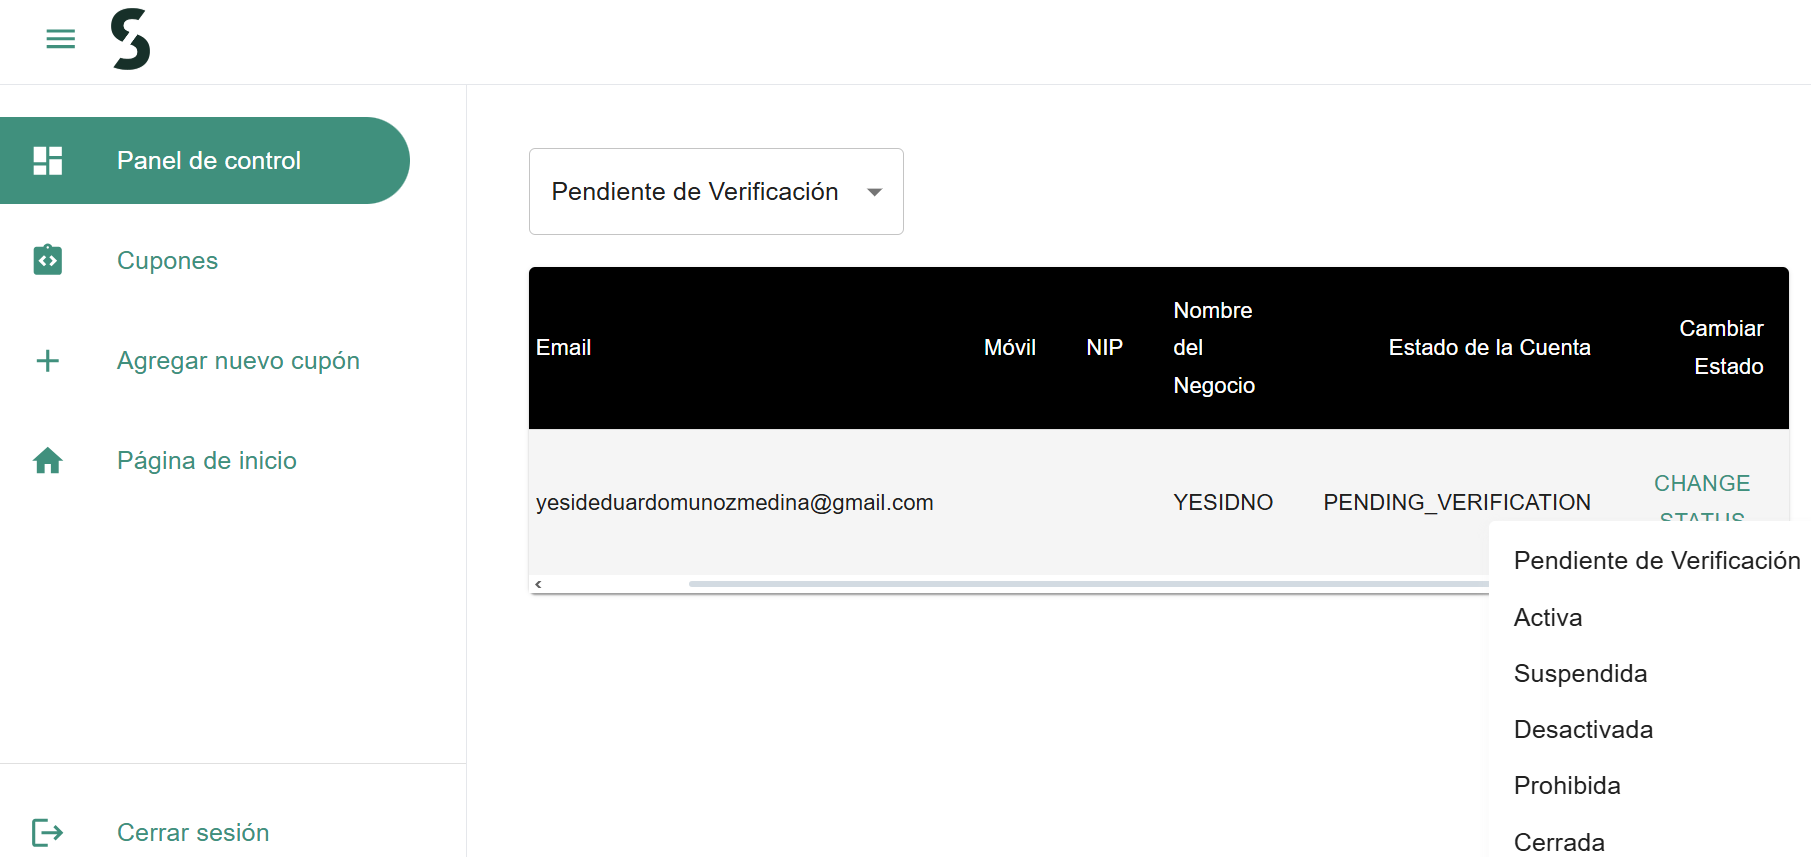 Panel de control
Cupones
Agregar nuevo cupón
Página de inicio
Cerrar sesión
Pendiente de Verificación
Email
Móvil
NIP
Nombre
del
Negocio
Estado de la Cuenta
Cambiar
Estado
yesideduardomunozmedina@gmail.com
YESIDNO
PENDING_VERIFICATION
CHANGE
STATUS
Pendiente de Verificación
Activa
Suspendida
Desactivada
Prohibida
Cerrada